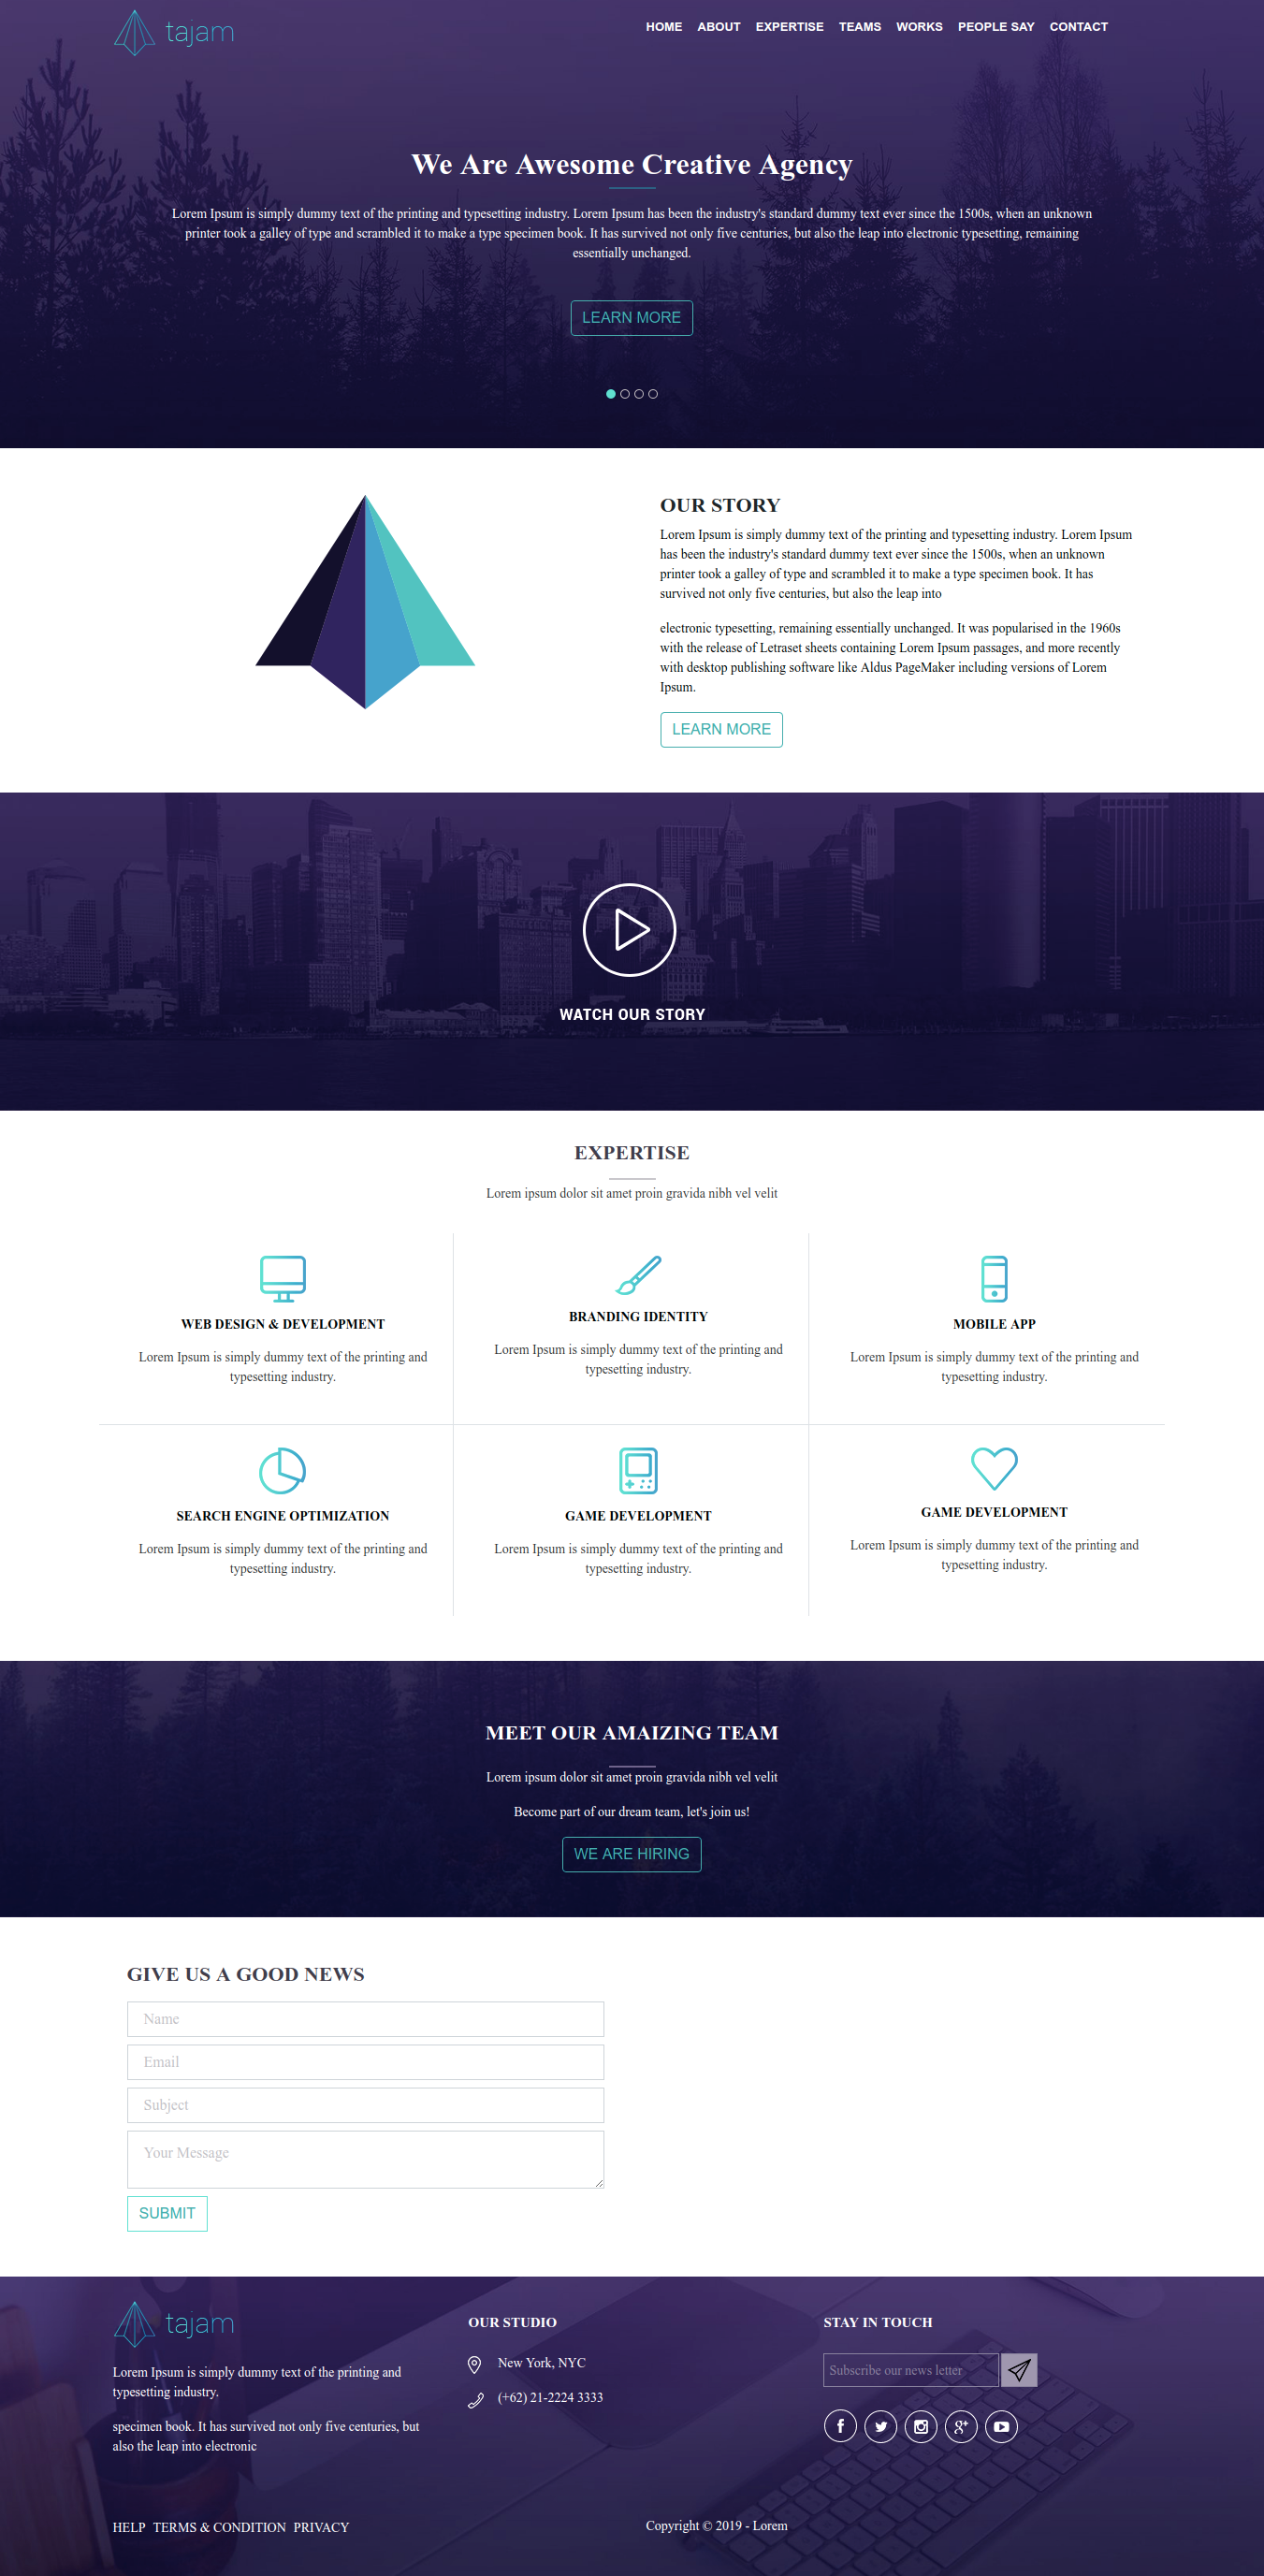 tajam
HOME ABOUT EXPERTISE TEAMS WORKS PEOPLE SAY CONTACT
We Are Awesome Creative Agency
Lorem Ipsum is simply dummy text of the printing and typesetting industry. Lorem Ipsum has been the industry's standard dummy text ever since the 1500s, when an unknown
printer took a galley of type and scrambled it to make a type specimen book. It has survived not only five centuries, but also the leap into electronic typesetting, remaining
essentially unchanged.
LEARN MORE
OUR STORY
Lorem Ipsum is simply dummy text of the printing and typesetting industry. Lorem Ipsum
has been the industry's standard dummy text ever since the 1500s, when an unknown
printer took a galley of type and scrambled it to make a type specimen book. It has
survived not only five centuries, but also the leap into
electronic typesetting, remaining essentially unchanged. It was popularised in the 1960s
with the release of Letraset sheets containing Lorem Ipsum passages, and more recently
with desktop publishing software like Aldus PageMaker including versions of Lorem
Ipsum.
LEARN MORE
WATCH OUR STORY
EXPERTISE
Lorem ipsum dolor sit amet proin gravida nibh vel velit
WEB DESIGN & DEVELOPMENT
Lorem Ipsum is simply dummy text of the printing and
typesetting industry.
BRANDING IDENTITY
Lorem Ipsum is simply dummy text of the printing and
typesetting industry.
MOBILE APP
Lorem Ipsum is simply dummy text of the printing and
typesetting industry.
SEARCH ENGINE OPTIMIZATION
Lorem Ipsum is simply dummy text of the printing and
typesetting industry.
GAME DEVELOPMENT
Lorem Ipsum is simply dummy text of the printing and
typesetting industry.
GAME DEVELOPMENT
Lorem Ipsum is simply dummy text of the printing and
typesetting industry.
MEET OUR AMAIZING TEAM
Lorem ipsum dolor sit amet proin gravida nibh vel velit
Become part of our dream team, let's join us!
WE ARE HIRING
GIVE US A GOOD NEWS
Name
Email
Subject
Your Message
SUBMIT
tajam
Lorem Ipsum is simply dummy text of the printing and
typesetting industry.
specimen book. It has survived not only five centuries, but
also the leap into electronic
OUR STUDIO
New York, NYC
(+62) 21-2224 3333
STAY IN TOUCH
Subscribe our news letter
HELP TERMS & CONDITION PRIVACY
Copyright © 2019 - Lorem